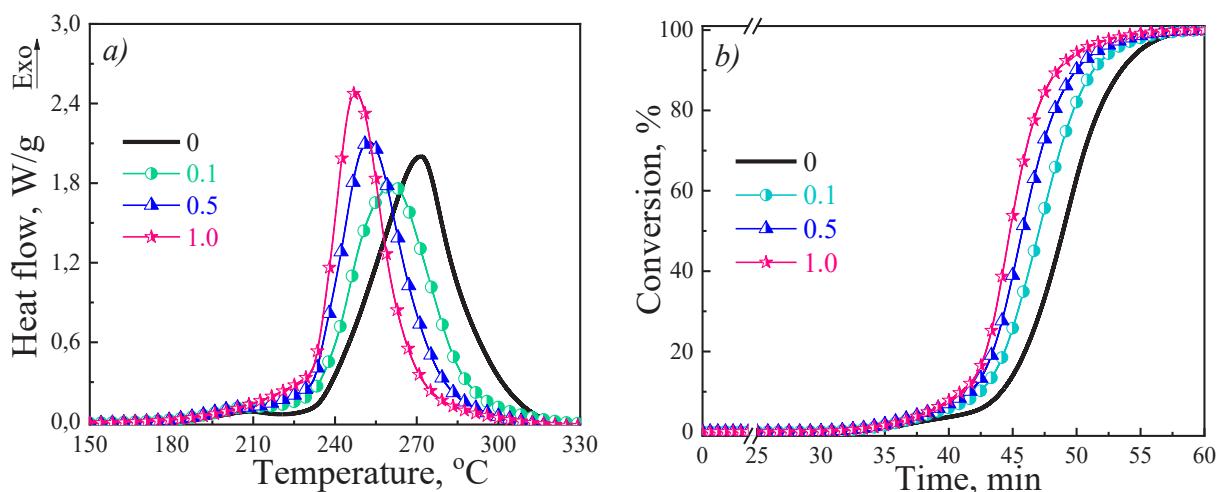 a)
Exo
Heat flow, W/g
3,0
2,4
1,8
1,2
0,6
0,0
0
0.1
0.5
1.0
150 180 210 240 270 300 330
Temperature, °C
b)
Conversion, %
100
80
60
40
20
0
0
0.1
0.5
1.0
0 25 30 35 40 45 50 55 60
Time, min